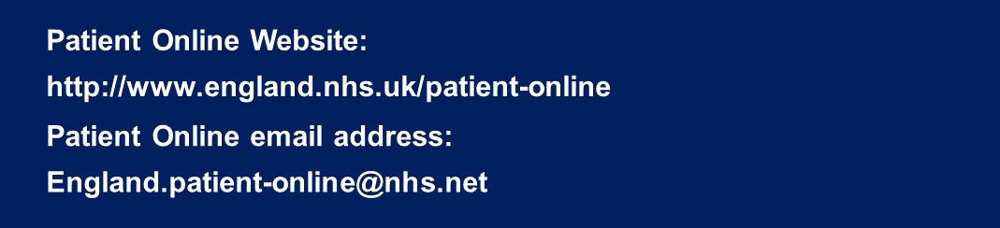 Patient Online Website:
http://www.england.nhs.uk/patient-online
Patient Online email address:
England.patient-online@nhs.net